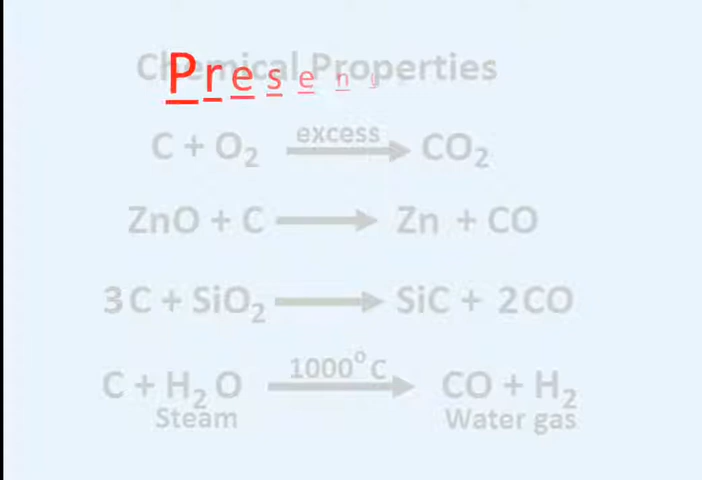 Chemical Properties
Presen
C + O₂ excess → CO₂
ZnO + C → Zn + CO
3C + SiO₂ → SiC + 2CO
C + H₂O 1000°C → CO + H₂
Steam Water gas